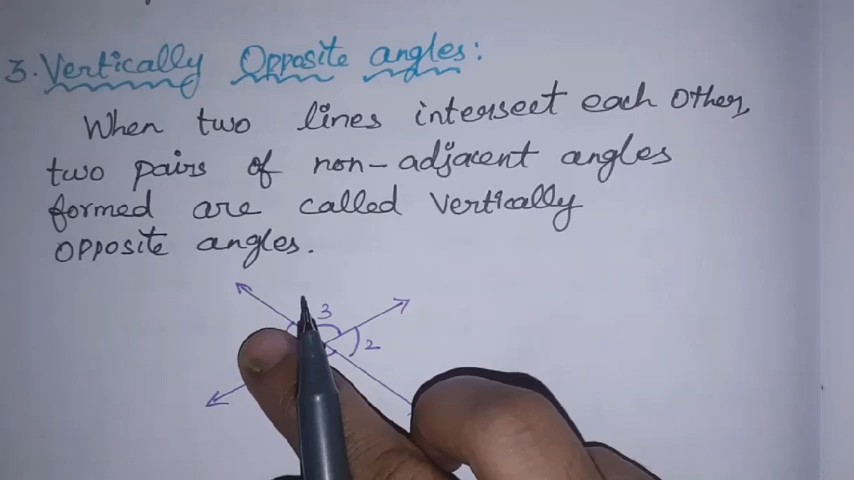 3. Vertically Opposite angles:
When two lines intersect each other,
two pairs of non-adjacent angles
formed are called vertically
opposite angles.
3
2